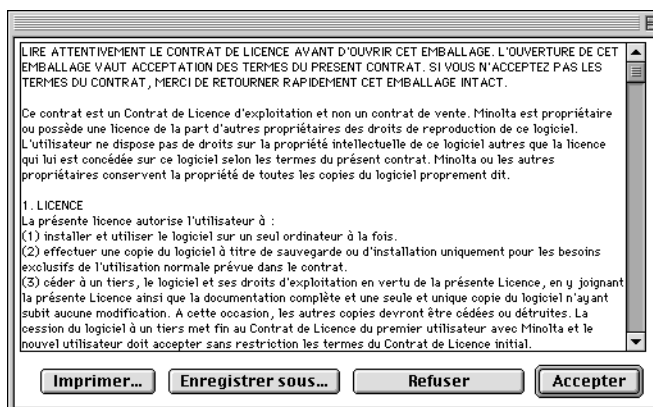 LIRE ATTENTIVEMENT LE CONTRAT DE LICENCE AVANT D'OUVRIR CET EMBALLAGE. L'OUVERTURE DE CET
EMBALLAGE VAUT ACCEPTATION DES TERMES DU PRESENT CONTRAT. SI VOUS N'ACCEPTEZ PAS LES
TERMES DU CONTRAT, MERCI DE RETOURNER RAPIDEMENT CET EMBALLAGE INTACT.
Ce contrat est un Contrat de Licence d'exploitation et non un contrat de vente. Minolta est propriétaire
ou possède une licence de la part d'autres propriétaires des droits de reproduction de ce logiciel.
L'utilisateur ne dispose pas de droits sur la propriété intellectuelle de ce logiciel autres que la licence
qui lui est concédée sur ce logiciel selon les termes du présent contrat. Minolta ou les autres
propriétaires conservent la propriété de toutes les copies du logiciel proprement dit.
1. LICENCE
La présente licence autorise l'utilisateur à :
(1) installer et utiliser le logiciel sur un seul ordinateur à la fois.
(2) effectuer une copie du logiciel à titre de sauvegarde ou d'installation uniquement pour les besoins
exclusifs de l'utilisation normale prévue dans le contrat.
(3) céder à un tiers, le logiciel et ses droits d'exploitation en vertu de la présente Licence, en y joignant
la présente Licence ainsi que la documentation complète et une seule et unique copie du logiciel n'ayant
subit aucune modification. A cette occasion, les autres copies devront être cédées ou détruites. La
cession du logiciel à un tiers met fin au Contrat de Licence du premier utilisateur avec Minolta et le
nouvel utilisateur doit accepter sans restriction les termes du Contrat de Licence initial.
Imprimer... Enregistrer sous... Refuser Accepter